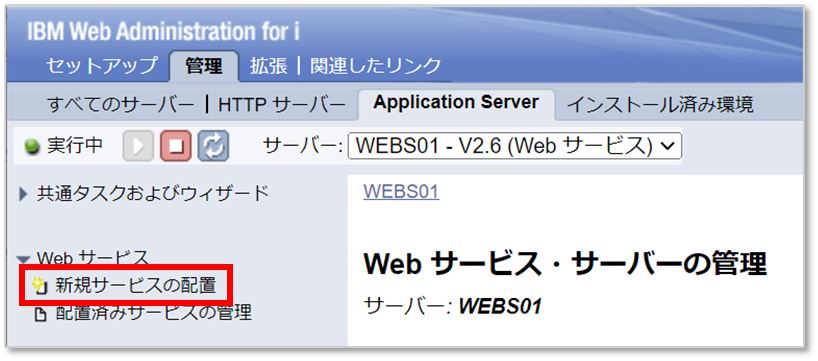 IBM Web Administration for i
セットアップ 管理 拡張 | 関連したリンク
すべてのサーバー | HTTP サーバー Application Server インストール済み環境
実行中 サーバー: WEBS01 - V2.6 (Web サービス)
共通タスクおよびウィザード
WEBS01
Web サービス
新規サービスの配置
配置済みサービスの管理
Web サービス・サーバーの管理
サーバー: WEBS01